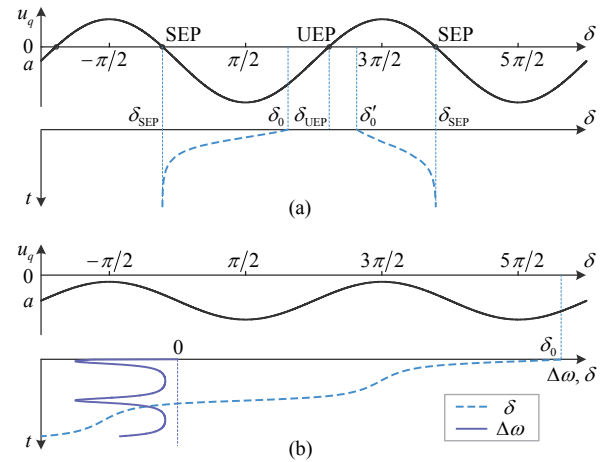 (a)
u_q
SEP
UEP
SEP
0
−π/2
π/2
3π/2
5π/2
δ
a
δ_SEP
δ_0
δ_UEP
δ′_0
δ_SEP
δ
t
(a)
(b)
u_q
0
−π/2
π/2
3π/2
5π/2
δ
a
0
δ_0
Δω, δ
δ
Δω
t
(b)